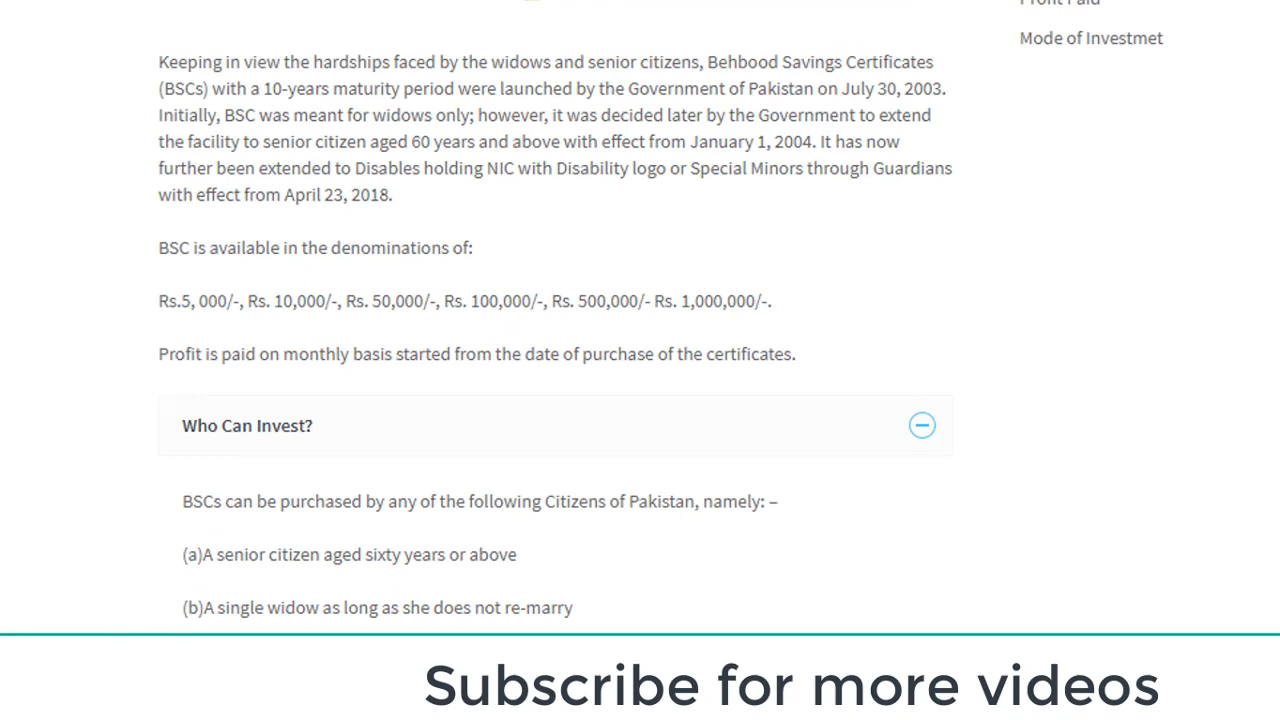 Profit Paid
Mode of Investmet
Keeping in view the hardships faced by the widows and senior citizens, Behbood Savings Certificates
(BSCs) with a 10-years maturity period were launched by the Government of Pakistan on July 30, 2003.
Initially, BSC was meant for widows only; however, it was decided later by the Government to extend
the facility to senior citizen aged 60 years and above with effect from January 1, 2004. It has now
further been extended to Disables holding NIC with Disability logo or Special Minors through Guardians
with effect from April 23, 2018.
BSC is available in the denominations of:
Rs.5, 000/-, Rs. 10,000/-, Rs. 50,000/-, Rs. 100,000/-, Rs. 500,000/- Rs. 1,000,000/-.
Profit is paid on monthly basis started from the date of purchase of the certificates.
Who Can Invest?
BSCs can be purchased by any of the following Citizens of Pakistan, namely: –
(a)A senior citizen aged sixty years or above
(b)A single widow as long as she does not re-marry
Subscribe for more videos